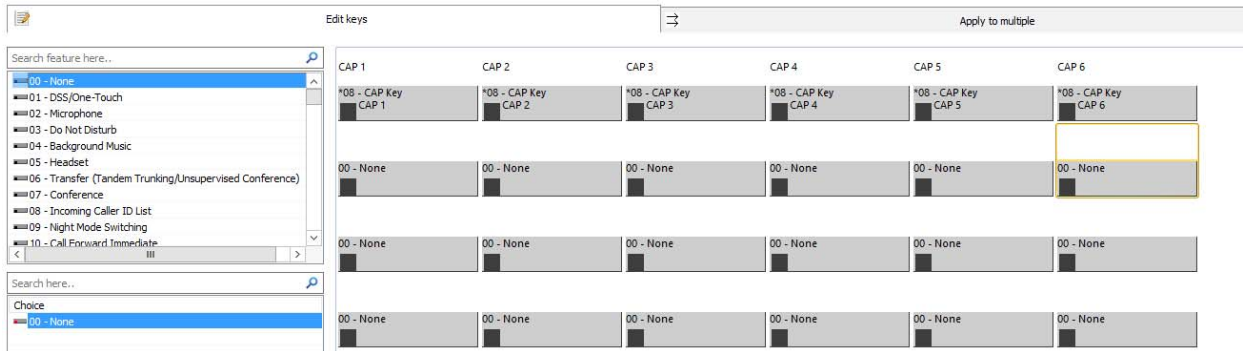 Edit keys
Apply to multiple
Search feature here..
00 - None
01 - DSS/One-Touch
02 - Microphone
03 - Do Not Disturb
04 - Background Music
05 - Headset
06 - Transfer (Tandem Trunking/Unsupervised Conference)
07 - Conference
08 - Incoming Caller ID List
09 - Night Mode Switching
10 - Call Forward Immediate
Search here..
Choice
00 - None
CAP 1 CAP 2 CAP 3 CAP 4 CAP 5 CAP 6
*08 - CAP Key *08 - CAP Key *08 - CAP Key *08 - CAP Key *08 - CAP Key *08 - CAP Key
CAP 1 CAP 2 CAP 3 CAP 4 CAP 5 CAP 6
00 - None 00 - None 00 - None 00 - None 00 - None 00 - None
00 - None 00 - None 00 - None 00 - None 00 - None 00 - None
00 - None 00 - None 00 - None 00 - None 00 - None 00 - None